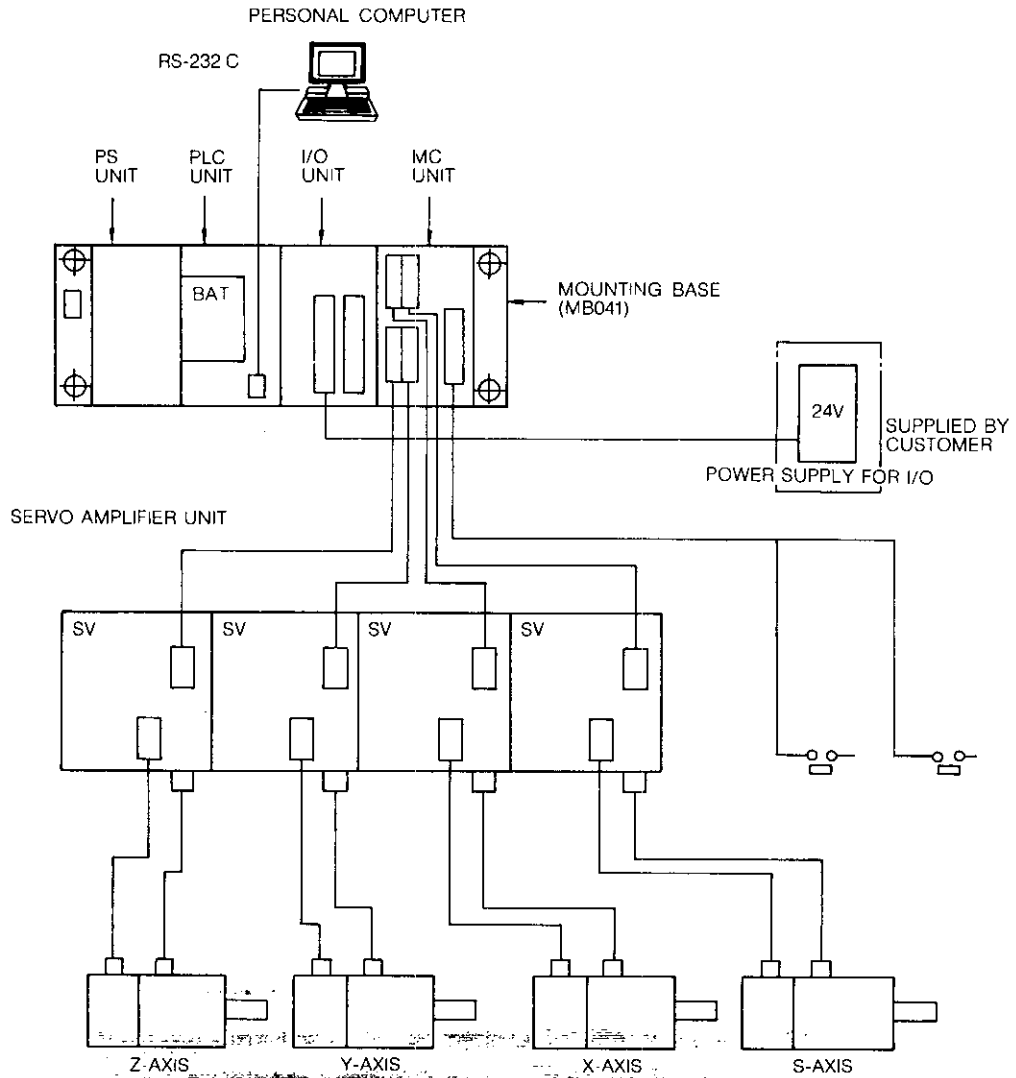 PERSONAL COMPUTER
RS-232 C
PS
UNIT
PLC
UNIT
I/O
UNIT
MC
UNIT
BAT
MOUNTING BASE
(MB041)
24V
SUPPLIED BY
CUSTOMER
POWER SUPPLY FOR I/O
SERVO AMPLIFIER UNIT
SV
SV
SV
SV
Z-AXIS
Y-AXIS
X-AXIS
S-AXIS